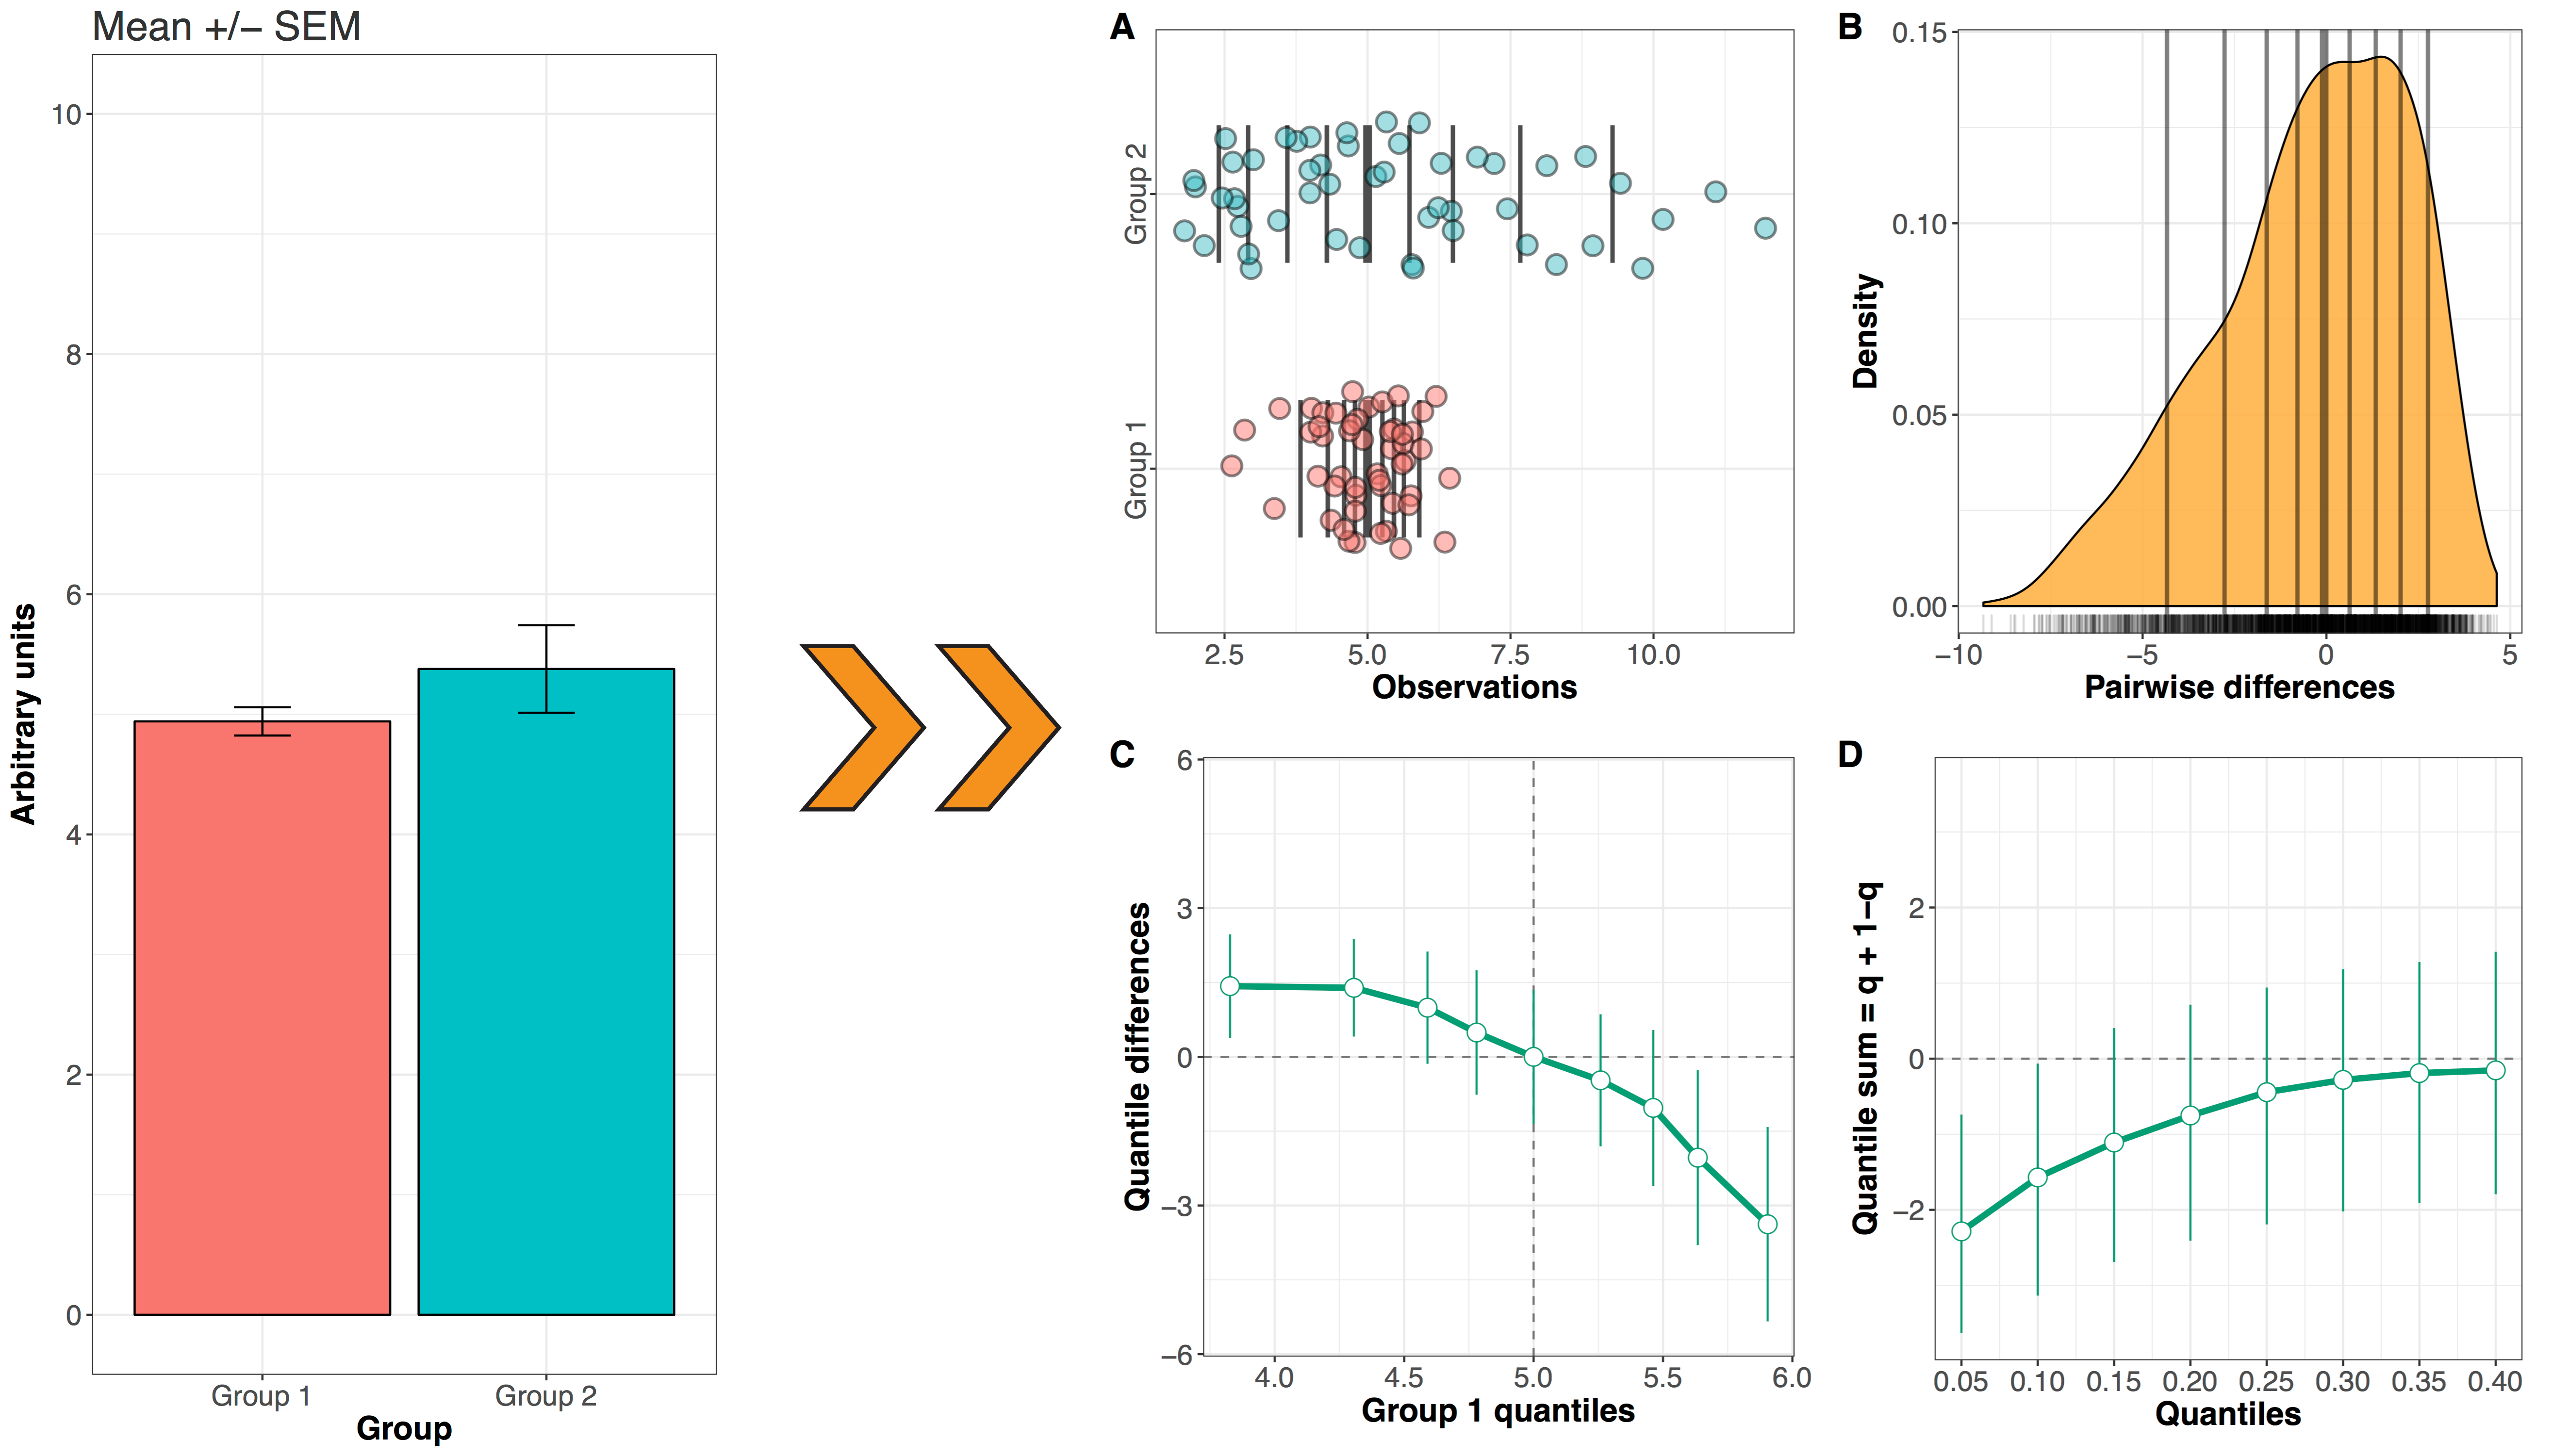 Mean +/− SEM
Arbitrary units
10
8
6
4
2
0
Group 1
Group 2
Group
A
Group 2
Group 1
2.5
5.0
7.5
10.0
Observations
B
Density
0.15
0.10
0.05
0.00
−10
−5
0
5
Pairwise differences
C
Quantile differences
6
3
0
−3
−6
4.0
4.5
5.0
5.5
6.0
Group 1 quantiles
D
Quantile sum = q + 1−q
2
0
−2
0.05
0.10
0.15
0.20
0.25
0.30
0.35
0.40
Quantiles